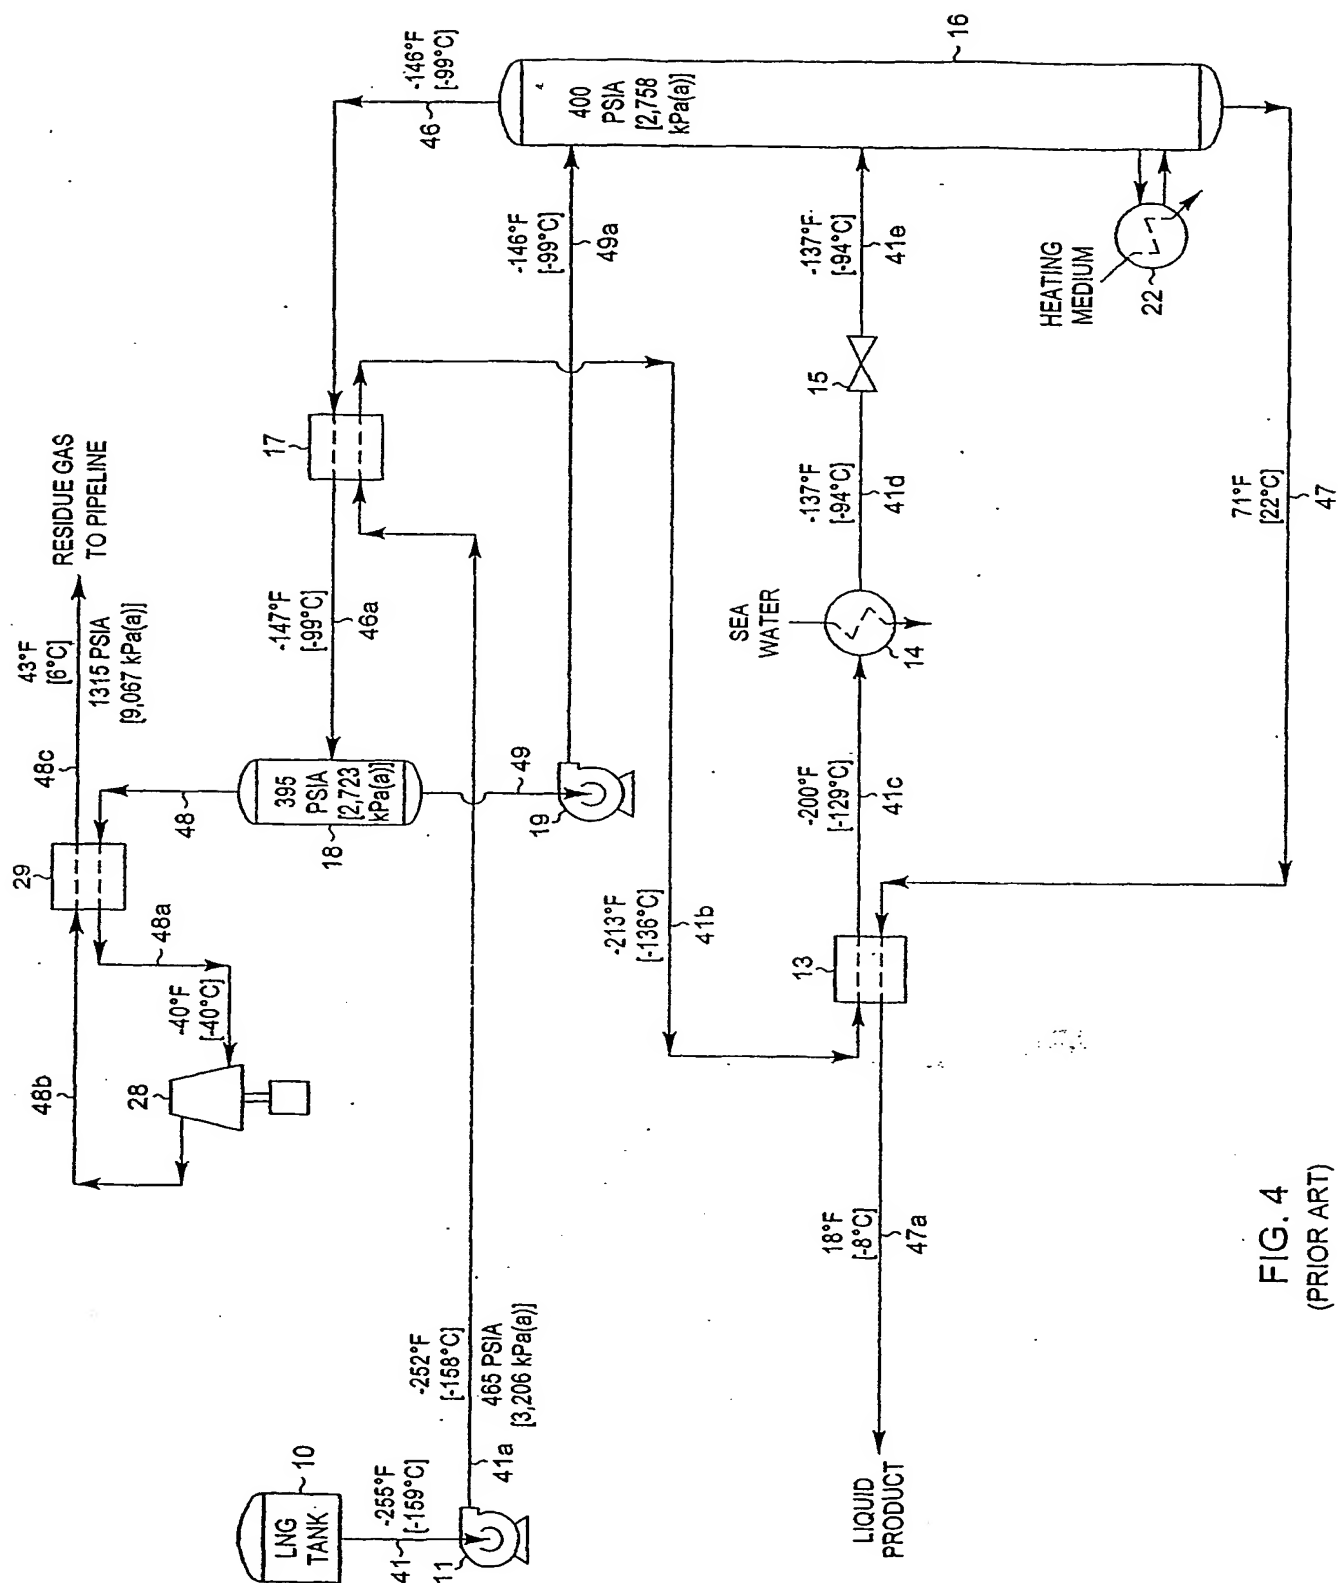 RESIDUE GAS
TO PIPELINE
43°F
[6°C]
1315 PSIA
[9,067 kPa(a)]
48c
29
48
48a
-40°F
[-40°C]
48b
28
17
-147°F
[-99°C]
46a
395
PSIA
[2,723
kPa(a)]
18
49
19
-146°F
[-99°C]
46
400
PSIA
[2,758
kPa(a)]
16
-146°F
[-99°C]
49a
-137°F
[-94°C]
41e
15
-137°F
[-94°C]
41d
SEA
WATER
14
-200°F
[-129°C]
41c
-213°F
[-136°C]
41b
13
HEATING
MEDIUM
22
71°F
[22°C]
47
18°F
[-8°C]
47a
LIQUID
PRODUCT
LNG
TANK
10
-255°F
[-159°C]
41
11
-252°F
[-158°C]
465 PSIA
[3,206 kPa(a)]
41a
FIG. 4
(PRIOR ART)